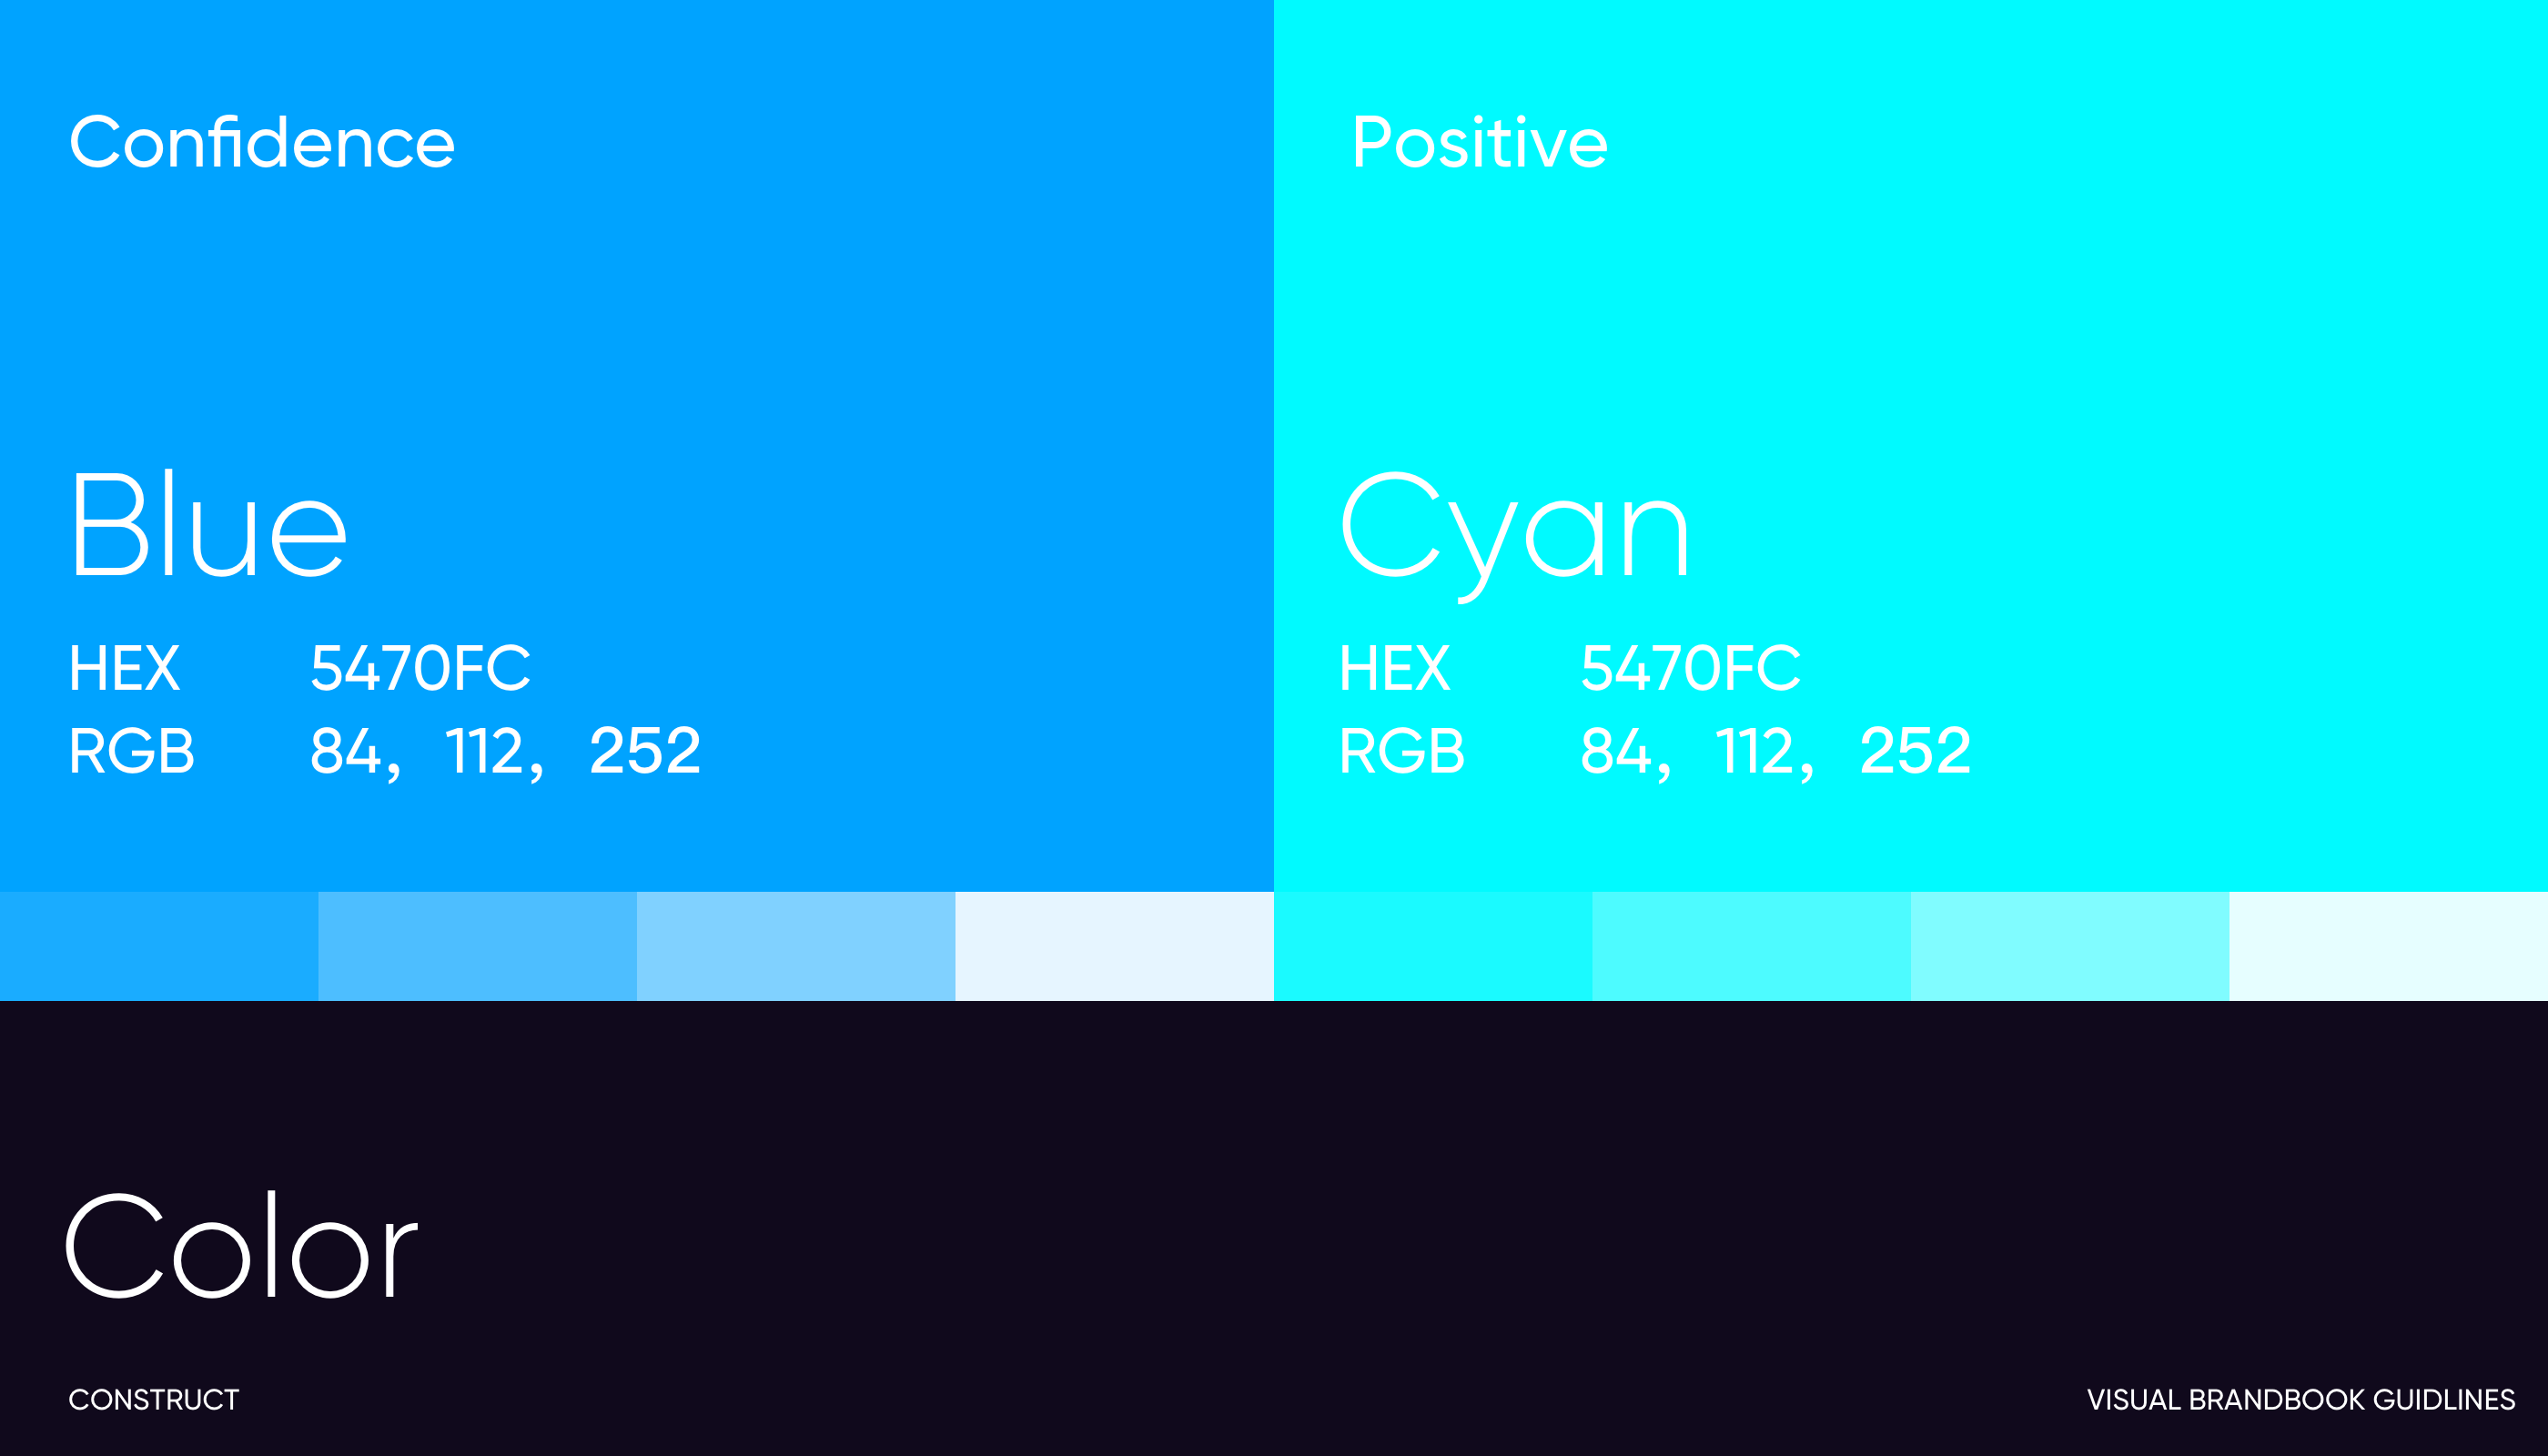 Confidence
Blue
HEX 5470FC
RGB 84, 112, 252
Positive
Cyan
HEX 5470FC
RGB 84, 112, 252
Color
CONSTRUCT
VISUAL BRANDBOOK GUIDLINES